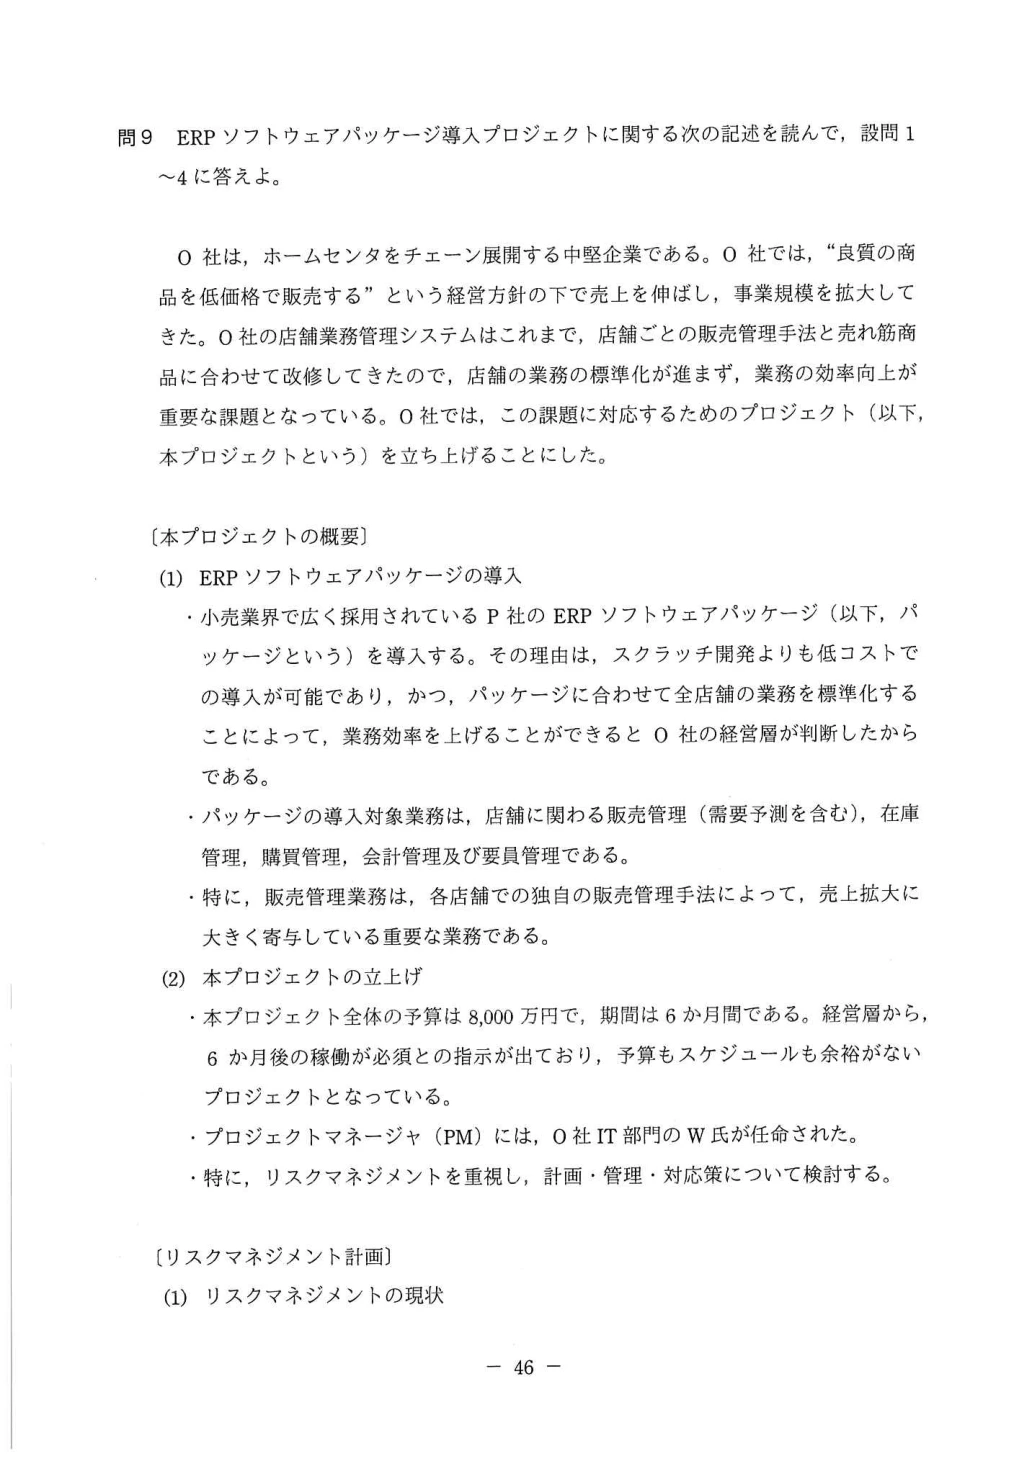 問9 ERP ソフトウェアパッケージ導入プロジェクトに関する次の記述を読んで，設問 1
～4 に答えよ。
O 社は，ホームセンタをチェーン展開する中堅企業である。O 社では，“良質の商
品を低価格で販売する” という経営方針の下で売上を伸ばし，事業規模を拡大して
きた。O 社の店舗業務管理システムはこれまで，店舗ごとの販売管理手法と売れ筋商
品に合わせて改修してきたので，店舗の業務の標準化が進まず，業務の効率向上が
重要な課題となっている。O 社では，この課題に対応するためのプロジェクト（以下，
本プロジェクトという）を立ち上げることにした。
〔本プロジェクトの概要〕
(1) ERP ソフトウェアパッケージの導入
・小売業界で広く採用されている P 社の ERP ソフトウェアパッケージ（以下，パ
ッケージという）を導入する。その理由は，スクラッチ開発よりも低コストで
の導入が可能であり，かつ，パッケージに合わせて全店舗の業務を標準化する
ことによって，業務効率を上げることができると O 社の経営層が判断したから
である。
・パッケージの導入対象業務は，店舗に関わる販売管理（需要予測を含む），在庫
管理，購買管理，会計管理及び要員管理である。
・特に，販売管理業務は，各店舗での独自の販売管理手法によって，売上拡大に
大きく寄与している重要な業務である。
(2) 本プロジェクトの立上げ
・本プロジェクト全体の予算は 8,000 万円で，期間は 6 か月間である。経営層から，
6 か月後の稼働が必須との指示が出ており，予算もスケジュールも余裕がない
プロジェクトとなっている。
・プロジェクトマネージャ（PM）には，O 社 IT 部門の W 氏が任命された。
・特に，リスクマネジメントを重視し，計画・管理・対応策について検討する。
〔リスクマネジメント計画〕
(1) リスクマネジメントの現状
－ 46 －